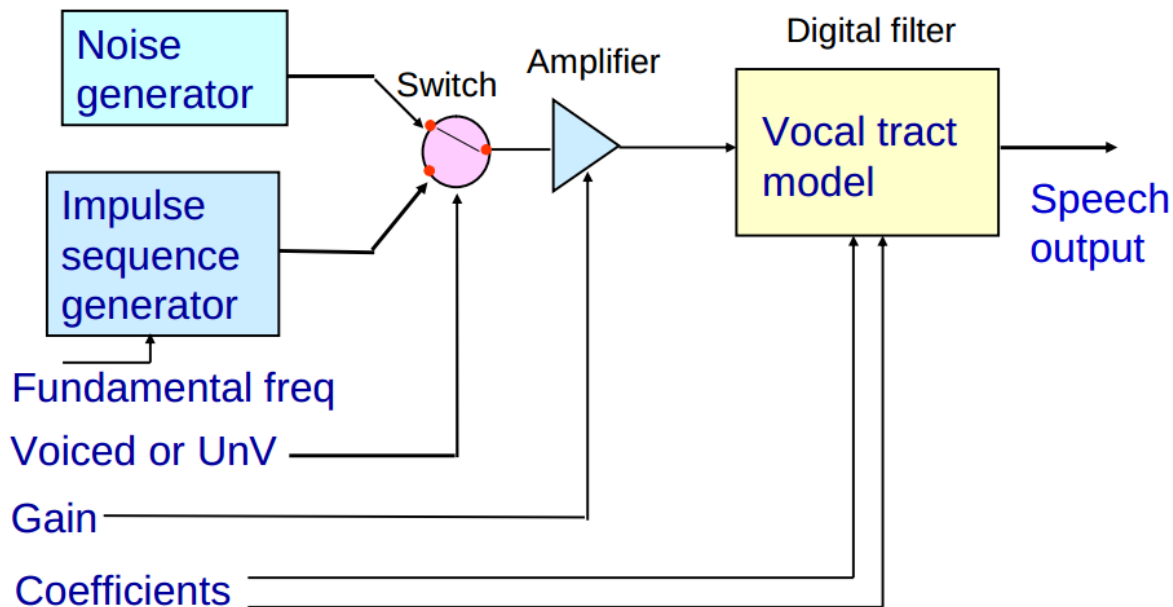 Noise
generator
Switch
Amplifier
Digital filter
Vocal tract
model
Speech
output
Impulse
sequence
generator
Fundamental freq
Voiced or UnV
Gain
Coefficients